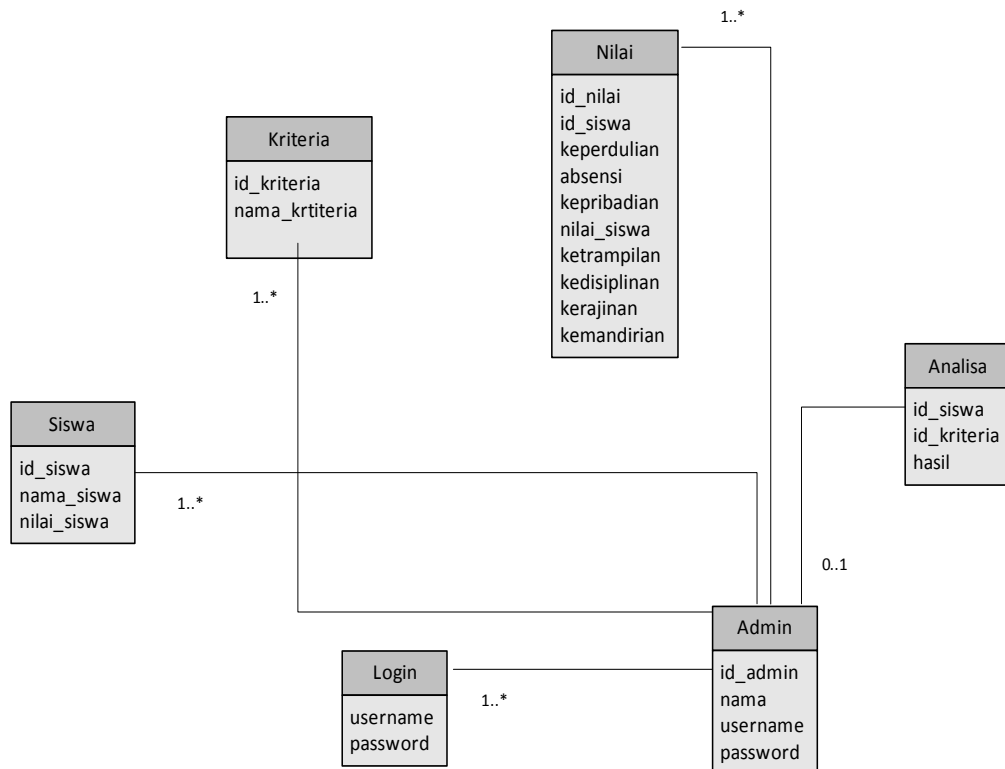 1..*
Nilai
id_nilai
id_siswa
keperdulian
absensi
kepribadian
nilai_siswa
ketrampilan
kedisiplinan
kerajinan
kemandirian
Kriteria
id_kriteria
nama_krtiteria
1..*
Analisa
id_siswa
id_kriteria
hasil
Siswa
id_siswa
nama_siswa
nilai_siswa
1..*
0..1
Admin
id_admin
nama
username
password
Login
username
password
1..*